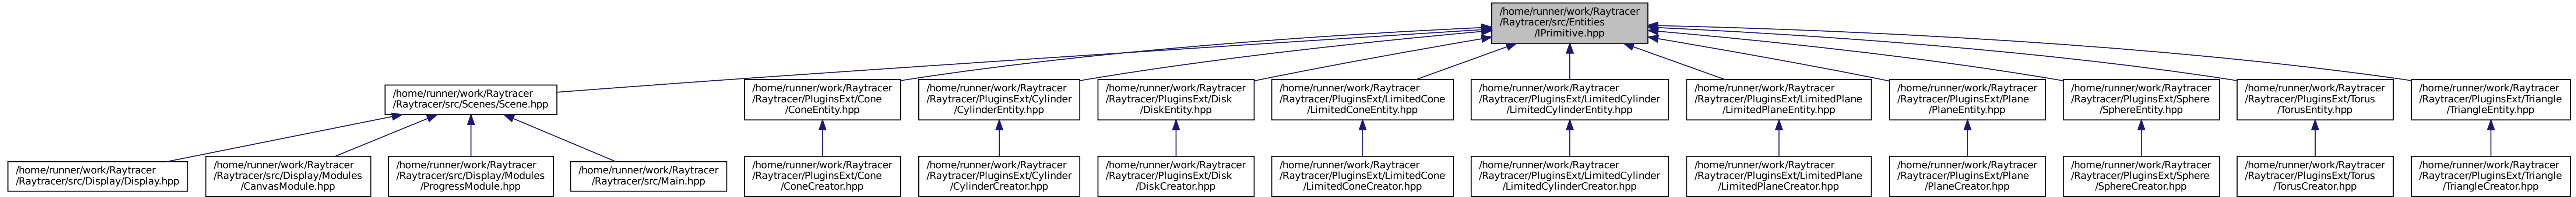 /home/runner/work/Raytracer
/Raytracer/src/Entities
/IPrimitive.hpp
/home/runner/work/Raytracer
/Raytracer/src/Scenes/Scene.hpp
/home/runner/work/Raytracer
/Raytracer/PluginsExt/Cone
/ConeEntity.hpp
/home/runner/work/Raytracer
/Raytracer/PluginsExt/Cylinder
/CylinderEntity.hpp
/home/runner/work/Raytracer
/Raytracer/PluginsExt/Disk
/DiskEntity.hpp
/home/runner/work/Raytracer
/Raytracer/PluginsExt/LimitedCone
/LimitedConeEntity.hpp
/home/runner/work/Raytracer
/Raytracer/PluginsExt/LimitedCylinder
/LimitedCylinderEntity.hpp
/home/runner/work/Raytracer
/Raytracer/PluginsExt/LimitedPlane
/LimitedPlaneEntity.hpp
/home/runner/work/Raytracer
/Raytracer/PluginsExt/Plane
/PlaneEntity.hpp
/home/runner/work/Raytracer
/Raytracer/PluginsExt/Sphere
/SphereEntity.hpp
/home/runner/work/Raytracer
/Raytracer/PluginsExt/Torus
/TorusEntity.hpp
/home/runner/work/Raytracer
/Raytracer/PluginsExt/Triangle
/TriangleEntity.hpp
/home/runner/work/Raytracer
/Raytracer/src/Display/Display.hpp
/home/runner/work/Raytracer
/Raytracer/src/Display/Modules
/CanvasModule.hpp
/home/runner/work/Raytracer
/Raytracer/src/Display/Modules
/ProgressModule.hpp
/home/runner/work/Raytracer
/Raytracer/src/Main.hpp
/home/runner/work/Raytracer
/Raytracer/PluginsExt/Cone
/ConeCreator.hpp
/home/runner/work/Raytracer
/Raytracer/PluginsExt/Cylinder
/CylinderCreator.hpp
/home/runner/work/Raytracer
/Raytracer/PluginsExt/Disk
/DiskCreator.hpp
/home/runner/work/Raytracer
/Raytracer/PluginsExt/LimitedCone
/LimitedConeCreator.hpp
/home/runner/work/Raytracer
/Raytracer/PluginsExt/LimitedCylinder
/LimitedCylinderCreator.hpp
/home/runner/work/Raytracer
/Raytracer/PluginsExt/LimitedPlane
/LimitedPlaneCreator.hpp
/home/runner/work/Raytracer
/Raytracer/PluginsExt/Plane
/PlaneCreator.hpp
/home/runner/work/Raytracer
/Raytracer/PluginsExt/Sphere
/SphereCreator.hpp
/home/runner/work/Raytracer
/Raytracer/PluginsExt/Torus
/TorusCreator.hpp
/home/runner/work/Raytracer
/Raytracer/PluginsExt/Triangle
/TriangleCreator.hpp